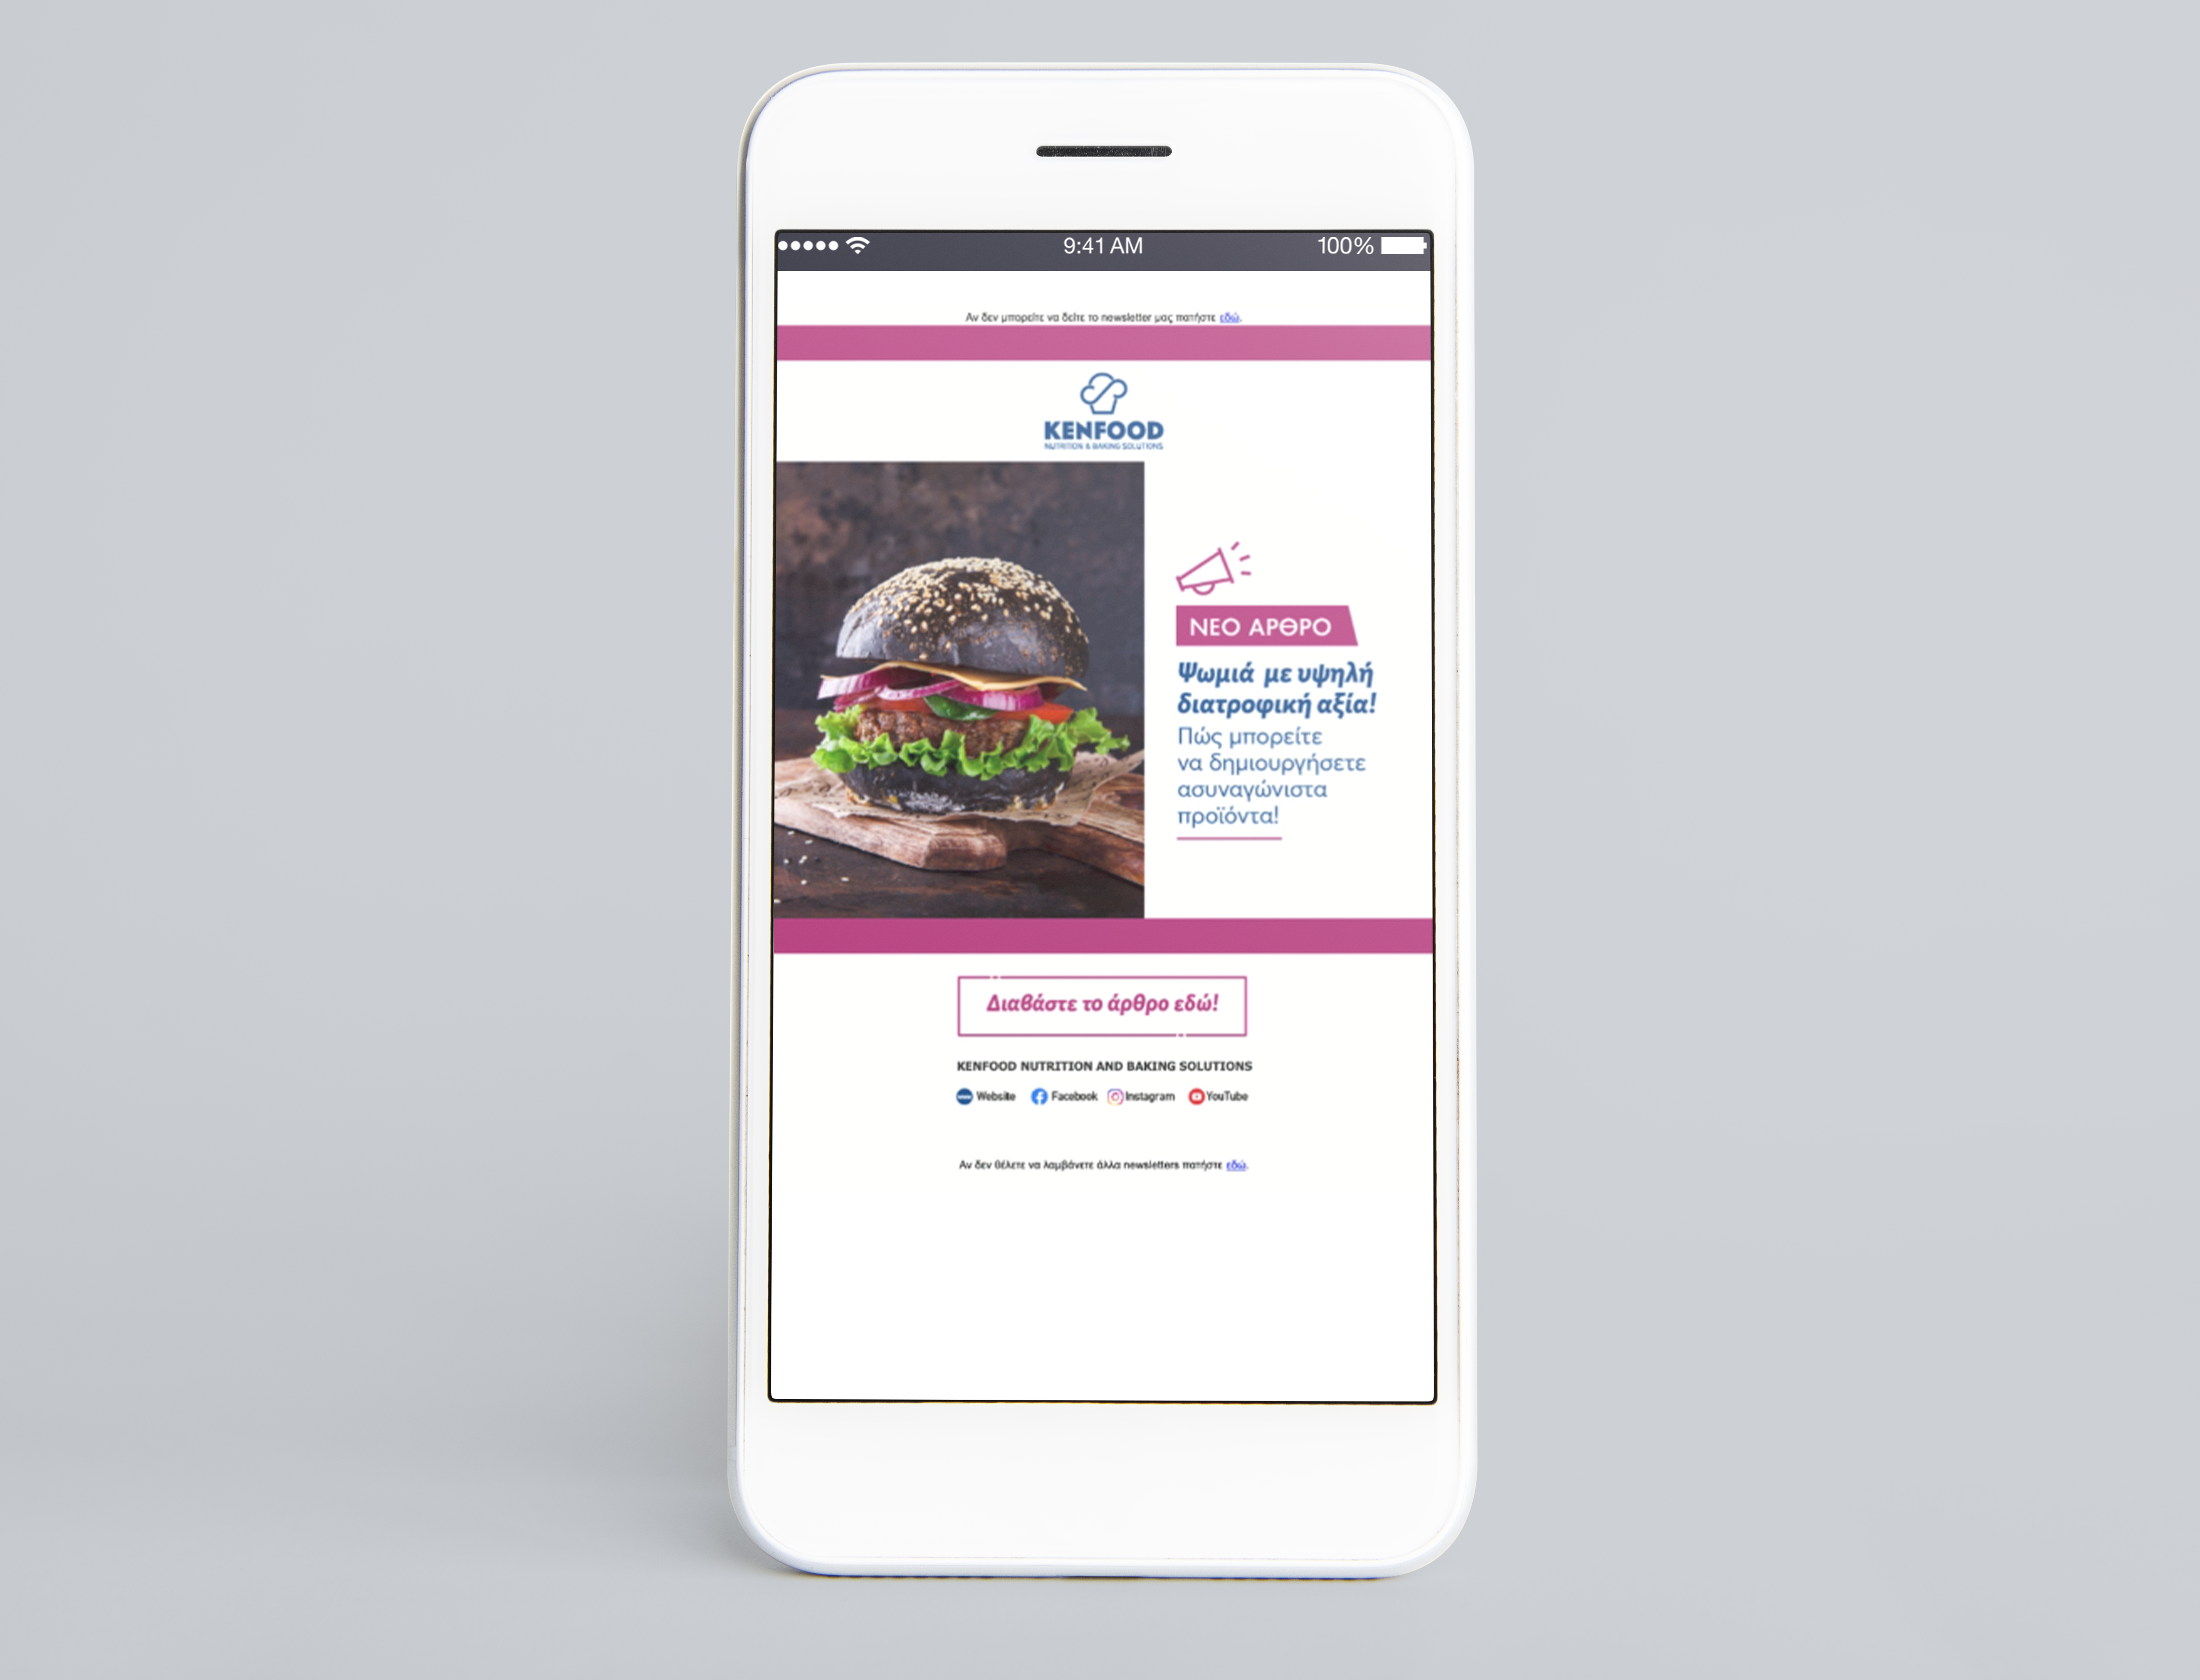 9:41 AM
100%
Αν δεν μπορείτε να δείτε το newsletter μας πατήστε εδώ.
KENFOOD
NUTRITION & BAKING SOLUTIONS
ΝΕΟ ΑΡΘΡΟ
Ψωμιά με υψηλή
διατροφική αξία!
Πώς μπορείτε
να δημιουργήσετε
ασυναγώνιστα
προϊόντα!
Διαβάστε το άρθρο εδώ!
KENFOOD NUTRITION AND BAKING SOLUTIONS
Website Facebook Instagram YouTube
Αν δεν θέλετε να λαμβάνετε άλλα newsletters πατήστε εδώ.